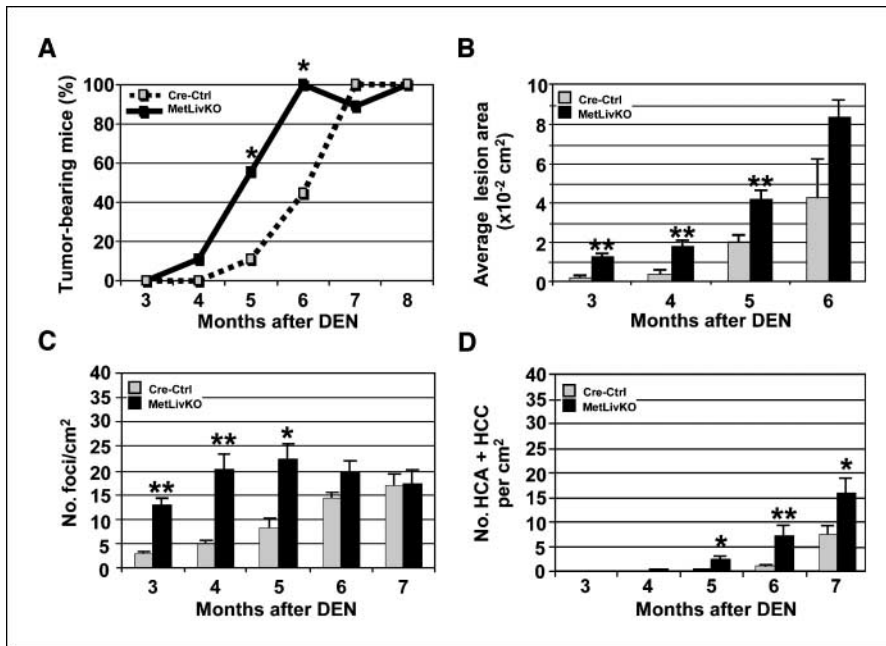 A
Tumor-bearing mice (%)
100
80
60
40
20
0
Cre-Ctrl
MetLivKO
*
*
3 4 5 6 7 8
Months after DEN
B
Average lesion area
(x10-2 cm2)
10
8
6
4
2
0
Cre-Ctrl
MetLivKO
** ** **
3 4 5 6
Months after DEN
C
No. foci/cm2
40
35
30
25
20
15
10
5
0
Cre-Ctrl
MetLivKO
** ** *
3 4 5 6 7
Months after DEN
D
No. HCA + HCC
per cm2
40
35
30
25
20
15
10
5
0
Cre-Ctrl
MetLivKO
* ** *
3 4 5 6 7
Months after DEN